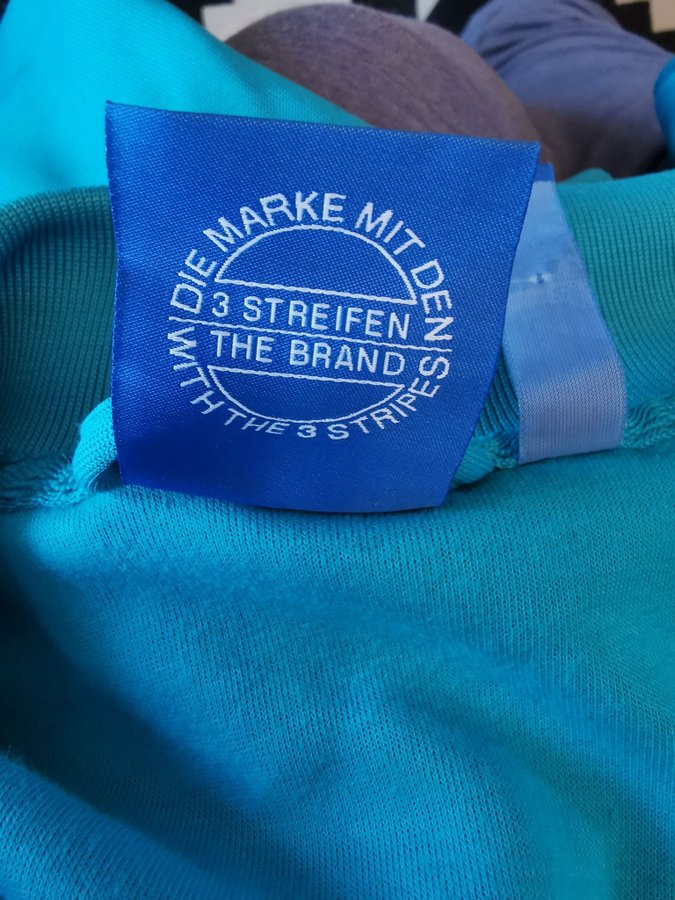 DIE MARKE MIT DEN
3 STREIFEN
THE BRAND
WITH THE 3 STRIPES